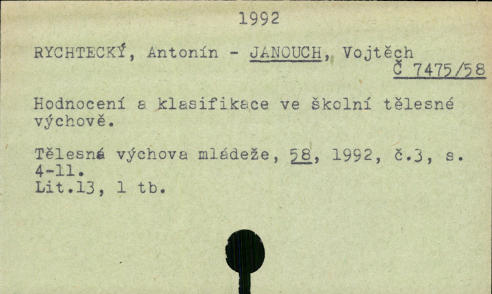 1992
RYCHTECKÝ, Antonín - JANOUCH, Vojtěch
Č 7475/58
Hodnocení a klasifikace ve školní tělesné
výchově.
Tělesná výchova mládeže, 58, 1992, č.3, s.
4-11.
Lit.13, 1 tb.